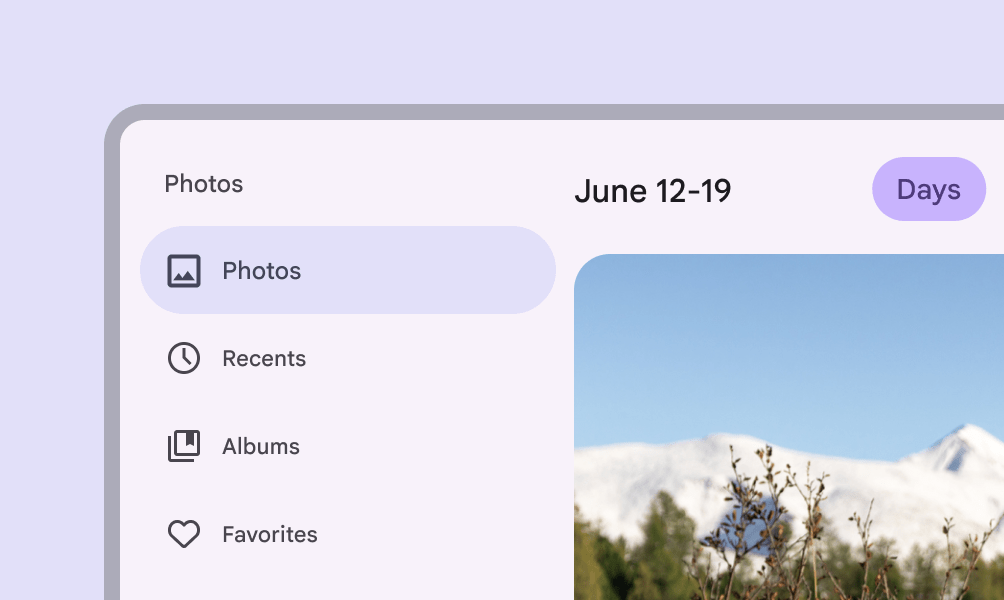 Photos
Photos
Recents
Albums
Favorites
June 12-19
Days